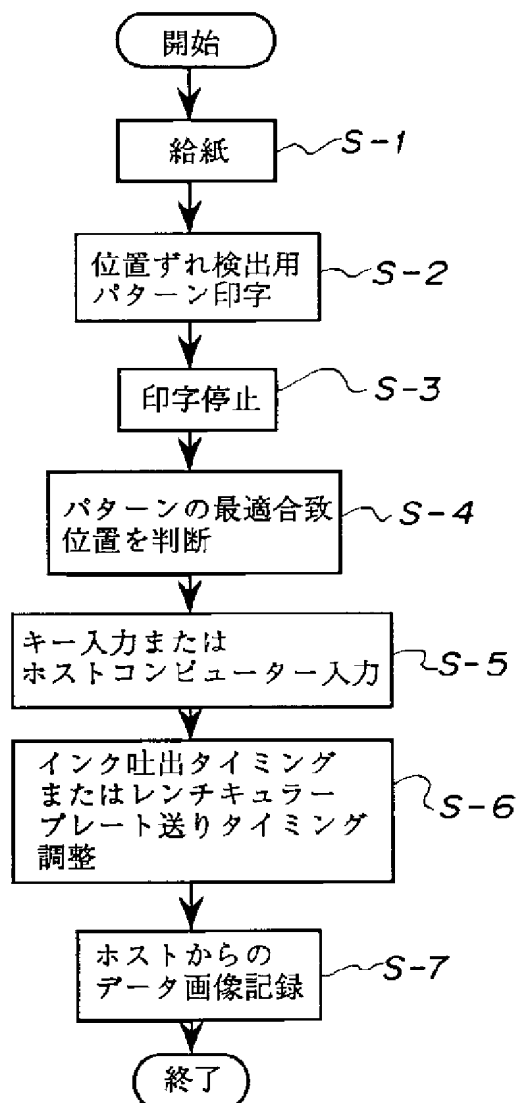 開始
給紙
S-1
位置ずれ検出用
パターン印字
S-2
印字停止
S-3
パターンの最適合致
位置を判断
S-4
キー入力または
ホストコンピューター入力
S-5
インク吐出タイミング
またはレンチキュラー
プレート送りタイミング
調整
S-6
ホストからの
データ画像記録
S-7
終了